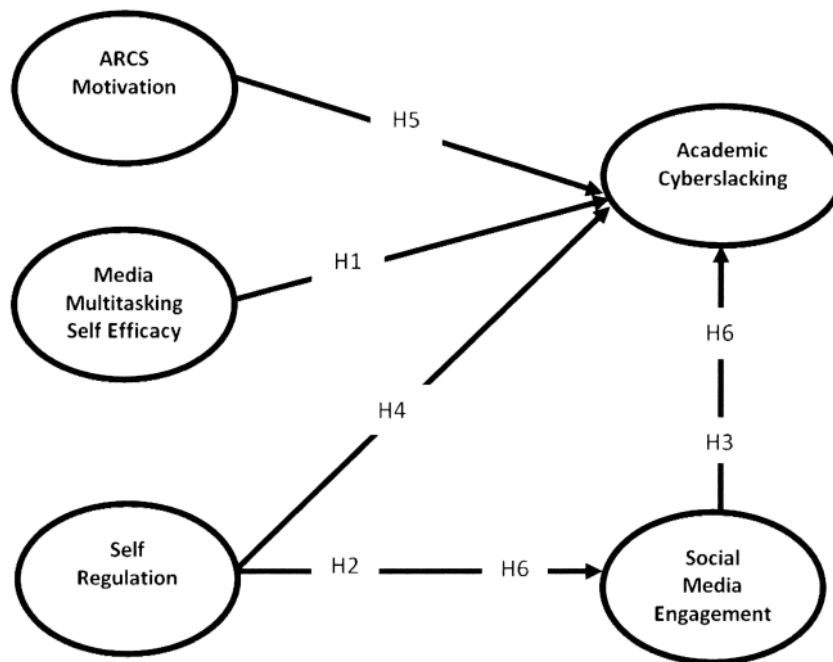 ARCS
Motivation
H5
Academic
Cyberslacking
Media
Multitasking
Self Efficacy
H1
H6
H4
H3
Self
Regulation
H2
H6
Social
Media
Engagement